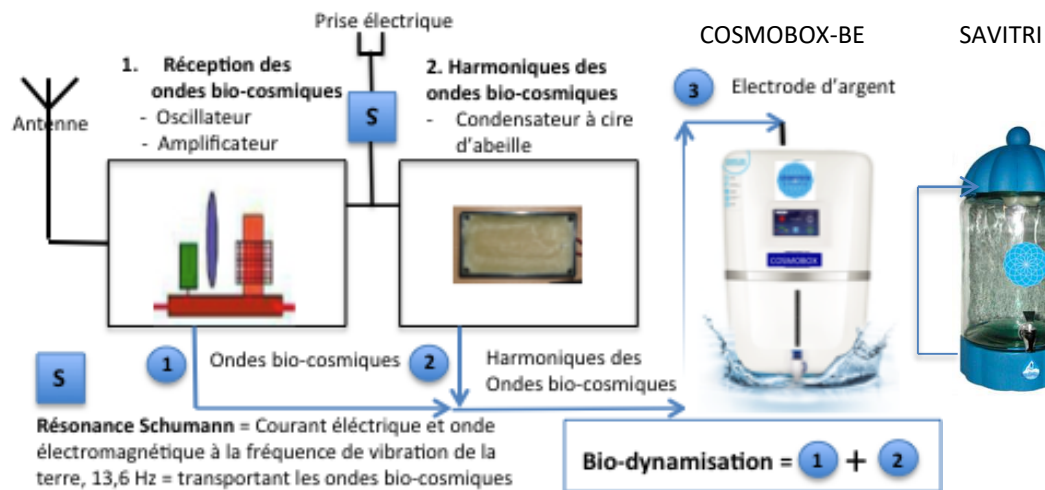 Prise électrique
COSMOBOX-BE
SAVITRI
1. Réception des
ondes bio-cosmiques
- Oscillateur
- Amplificateur
2. Harmoniques des
ondes bio-cosmiques
- Condensateur à cire
d'abeille
S
3
Electrode d'argent
Antenne
COSMOBOX
1
Ondes bio-cosmiques
2
Harmoniques des
Ondes bio-cosmiques
S
Résonance Schumann = Courant éléctrique et onde
électromagnétique à la fréquence de vibration de la
terre, 13,6 Hz = transportant les ondes bio-cosmiques
Bio-dynamisation = 1 + 2